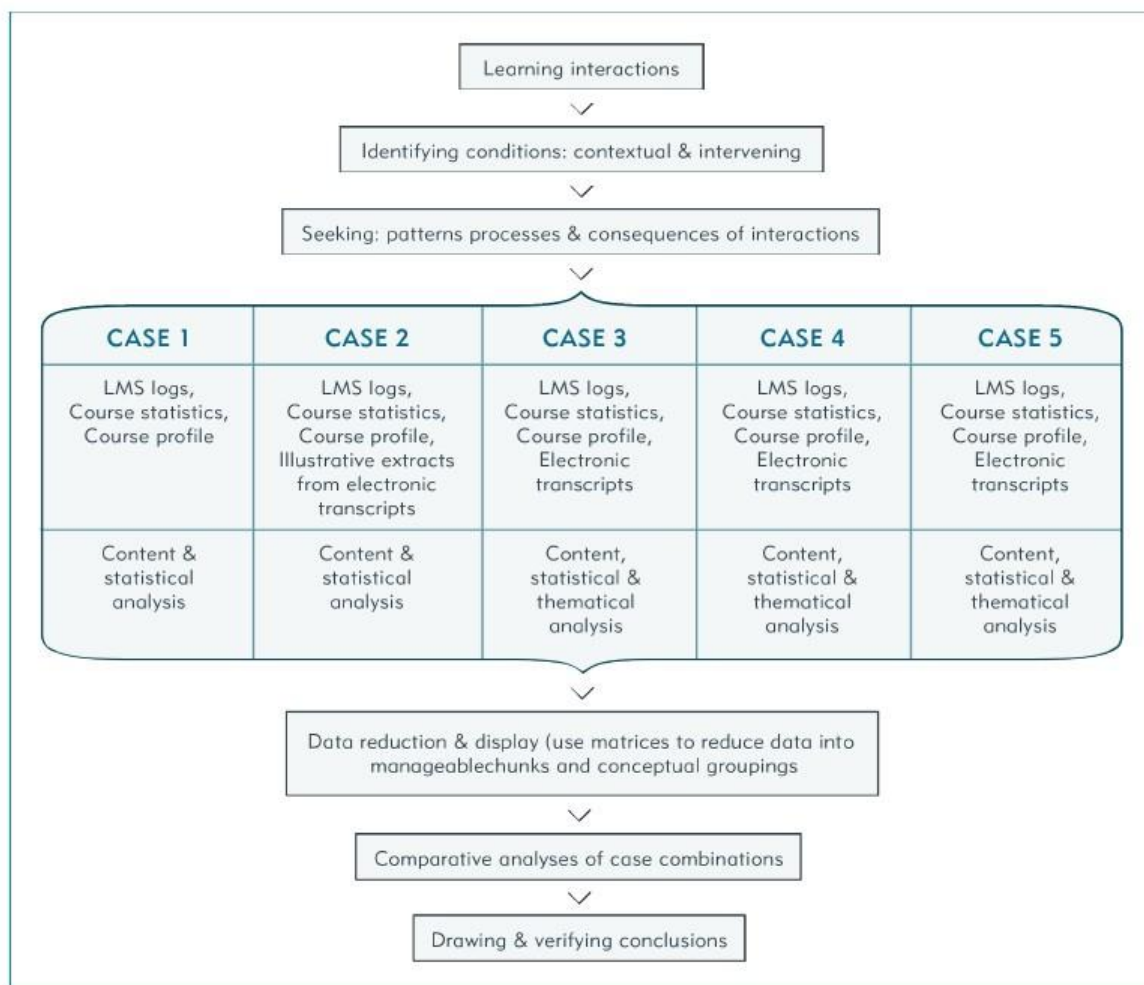 Learning interactions
Identifying conditions: contextual & intervening
Seeking: patterns processes & consequences of interactions
CASE 1
LMS logs,
Course statistics,
Course profile
Content &
statistical
analysis
CASE 2
LMS logs,
Course statistics,
Course profile,
Illustrative extracts
from electronic
transcripts
Content &
statistical
analysis
CASE 3
LMS logs,
Course statistics,
Course profile,
Electronic
transcripts
Content,
statistical &
thematical
analysis
CASE 4
LMS logs,
Course statistics,
Course profile,
Electronic
transcripts
Content,
statistical &
thematical
analysis
CASE 5
LMS logs,
Course statistics,
Course profile,
Electronic
transcripts
Content,
statistical &
thematical
analysis
Data reduction & display (use matrices to reduce data into
manageablechunks and conceptual groupings
Comparative analyses of case combinations
Drawing & verifying conclusions